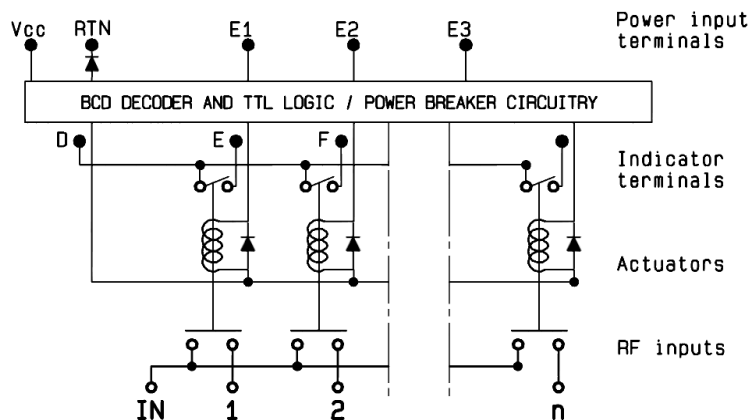 Vcc RTN E1 E2 E3 Power input
terminals
BCD DECODER AND TTL LOGIC / POWER BREAKER CIRCUITRY
D E F
Indicator
terminals
Actuators
RF inputs
IN 1 2 n